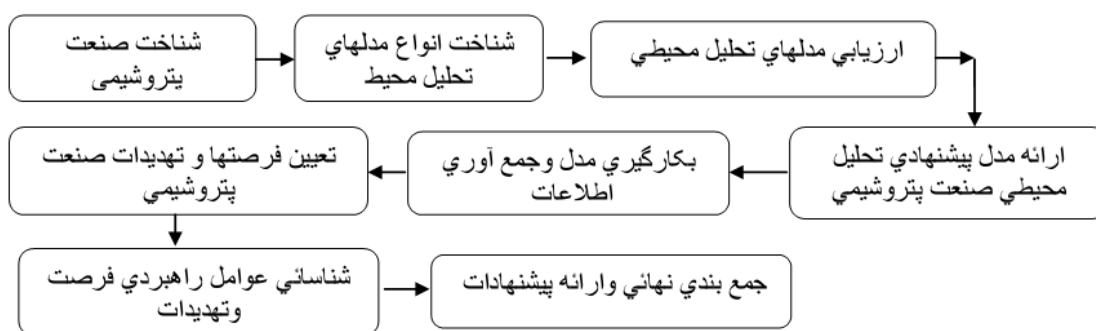 شناخت صنعت
پتروشیمی
شناخت انواع مدلهاي
تحليل محيط
ارزيابي مدلهاي تحليل محيطي
ارائه مدل پيشنهادي تحليل
محيطي صنعت پتروشيمي
بكارگيري مدل وجمع آوري
اطلاعات
تعيين فرصتها و تهديدات صنعت
پتروشيمي
شناسائي عوامل راهبردي فرصت
وتهديدات
جمع بندي نهائي وارائه پيشنهادات